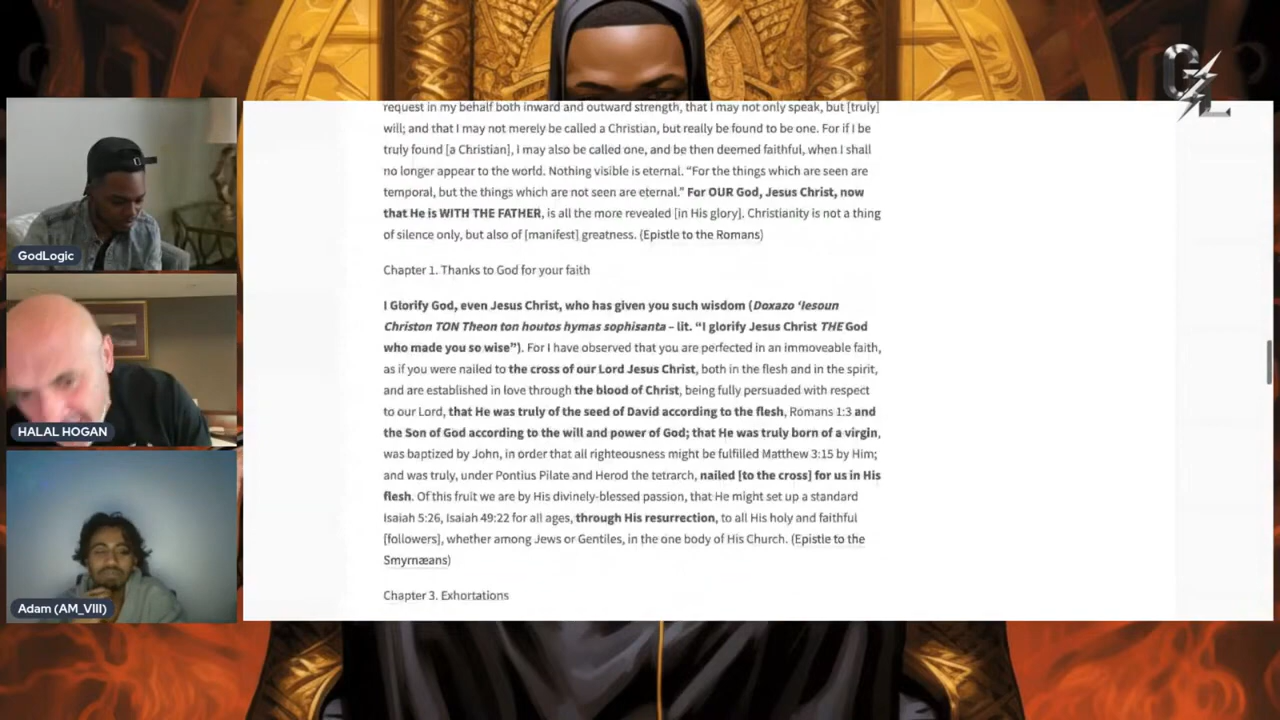 request in my behalf both inward and outward strength, that I may not only speak, but [truly]
will; and that I may not merely be called a Christian, but really be found to be one. For if I be
truly found [a Christian], I may also be called one, and be then deemed faithful, when I shall
no longer appear to the world. Nothing visible is eternal. “For the things which are seen are
temporal, but the things which are not seen are eternal.” For OUR God, Jesus Christ, now
that He is WITH THE FATHER, is all the more revealed [in His glory]. Christianity is not a thing
of silence only, but also of [manifest] greatness. (Epistle to the Romans)
Chapter 1. Thanks to God for your faith
I Glorify God, even Jesus Christ, who has given you such wisdom (Doxazo ‘Iesoun
Christon TON Theon ton houtos hymas sophisanta – lit. “I glorify Jesus Christ THE God
who made you so wise”). For I have observed that you are perfected in an immoveable faith,
as if you were nailed to the cross of our Lord Jesus Christ, both in the flesh and in the spirit,
and are established in love through the blood of Christ, being fully persuaded with respect
to our Lord, that He was truly of the seed of David according to the flesh, Romans 1:3 and
the Son of God according to the will and power of God; that He was truly born of a virgin,
was baptized by John, in order that all righteousness might be fulfilled Matthew 3:15 by Him;
and was truly, under Pontius Pilate and Herod the tetrarch, nailed [to the cross] for us in His
flesh. Of this fruit we are by His divinely-blessed passion, that He might set up a standard
Isaiah 5:26, Isaiah 49:22 for all ages, through His resurrection, to all His holy and faithful
[followers], whether among Jews or Gentiles, in the one body of His Church. (Epistle to the
Smyrnæans)
Chapter 3. Exhortations
GodLogic
HALAL HOGAN
Adam (AM_VIII)
GL